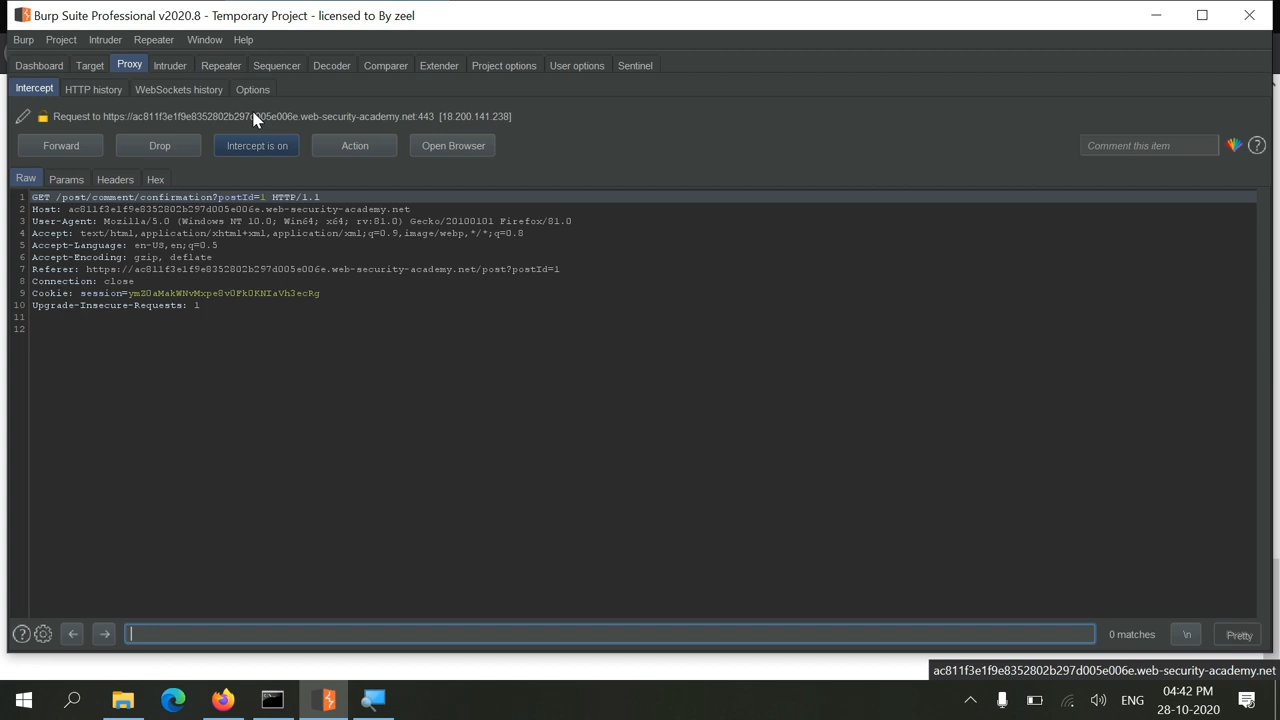 Burp Suite Professional v2020.8 - Temporary Project - licensed to By zeel
Burp Project Intruder Repeater Window Help
Dashboard Target Proxy Intruder Repeater Sequencer Decoder Comparer Extender Project options User options Sentinel
Intercept HTTP history WebSockets history Options
Request to https://ac811f3e1f9e8352802b297d005e006e.web-security-academy.net:443 [18.200.141.238]
Forward Drop Intercept is on Action Open Browser Comment this item ?
Raw Params Headers Hex
1 GET /post/comment/confirmation?postId=1 HTTP/1.1
2 Host: ac811f3e1f9e8352802b297d005e006e.web-security-academy.net
3 User-Agent: Mozilla/5.0 (Windows NT 10.0; Win64; x64; rv:81.0) Gecko/20100101 Firefox/81.0
4 Accept: text/html,application/xhtml+xml,application/xml;q=0.9,image/webp,*/*;q=0.8
5 Accept-Language: en-US,en;q=0.5
6 Accept-Encoding: gzip, deflate
7 Referer: https://ac811f3e1f9e8352802b297d005e006e.web-security-academy.net/post?postId=1
8 Connection: close
9 Cookie: session=ymZ0aMakWNvMxpe8v0Fk0KNIaVh3ecRg
10 Upgrade-Insecure-Requests: 1
11
12
? 0 matches \n Pretty
ac811f3e1f9e8352802b297d005e006e.web-security-academy.net
ENG
04:42 PM
28-10-2020